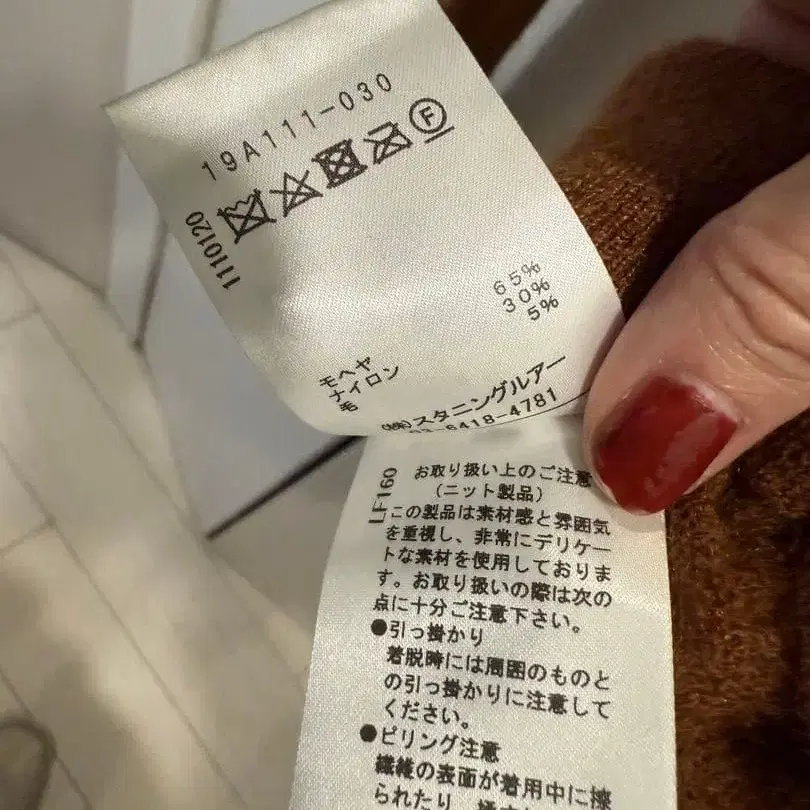 19A111-030
F
1110120
65%
30%
5%
モヘヤ
ナイロン
毛
(株)スタニングルアー
03-6418-4781
LF160
お取り扱い上のご注意
(ニット製品)
この製品は素材感と雰囲気
を重視し、非常にデリケー
トな素材を使用しておりま
す。お取り扱いの際は次の
点に十分ご注意下さい。
●引っ掛かり
着脱時には周囲のものと
の引っ掛かりに注意して
ください。
●ピリング注意
繊維の表面が着用中に擦
られたり、